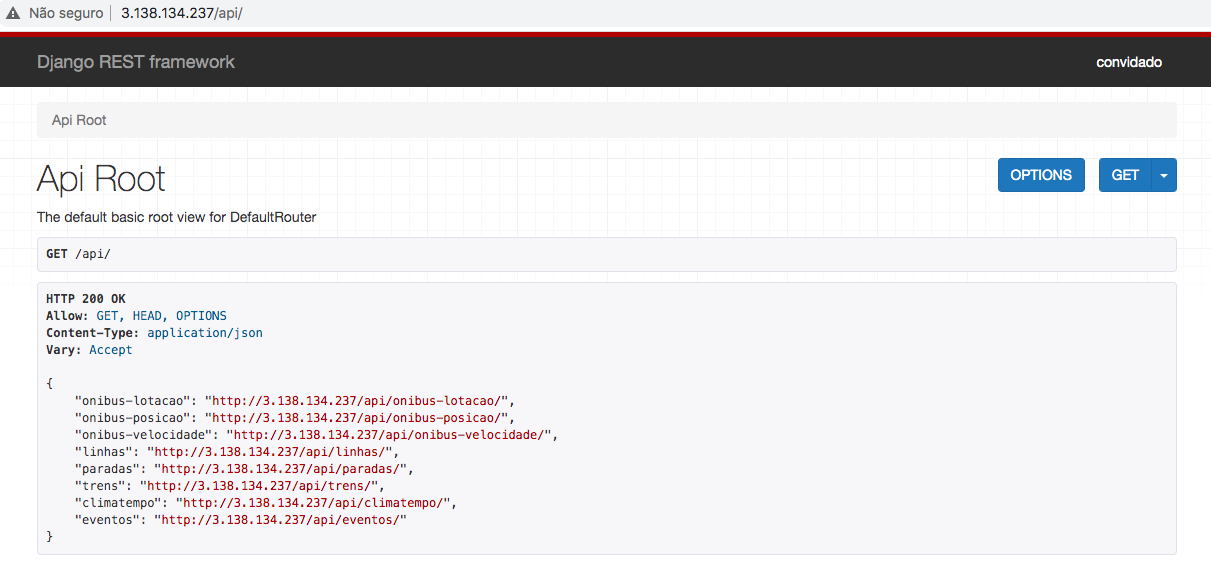 Não seguro | 3.138.134.237/api/
Django REST framework convidado
Api Root
Api Root OPTIONS GET
The default basic root view for DefaultRouter
GET /api/
HTTP 200 OK
Allow: GET, HEAD, OPTIONS
Content-Type: application/json
Vary: Accept
{
"onibus-lotacao": "http://3.138.134.237/api/onibus-lotacao/",
"onibus-posicao": "http://3.138.134.237/api/onibus-posicao/",
"onibus-velocidade": "http://3.138.134.237/api/onibus-velocidade/",
"linhas": "http://3.138.134.237/api/linhas/",
"paradas": "http://3.138.134.237/api/paradas/",
"trens": "http://3.138.134.237/api/trens/",
"climatempo": "http://3.138.134.237/api/climatempo/",
"eventos": "http://3.138.134.237/api/eventos/"
}